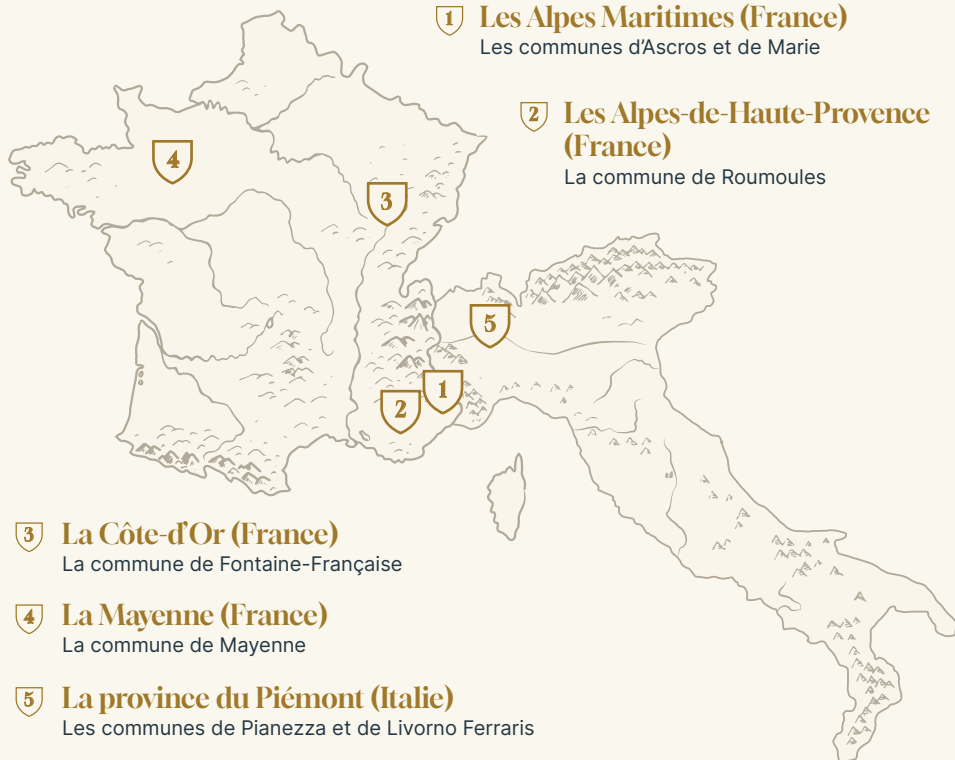 1 Les Alpes Maritimes (France)
Les communes d'Ascros et de Marie
2 Les Alpes-de-Haute-Provence
(France)
La commune de Roumoules
4
3
5
1
2
3 La Côte-d'Or (France)
La commune de Fontaine-Française
4 La Mayenne (France)
La commune de Mayenne
5 La province du Piémont (Italie)
Les communes de Pianezza et de Livorno Ferraris